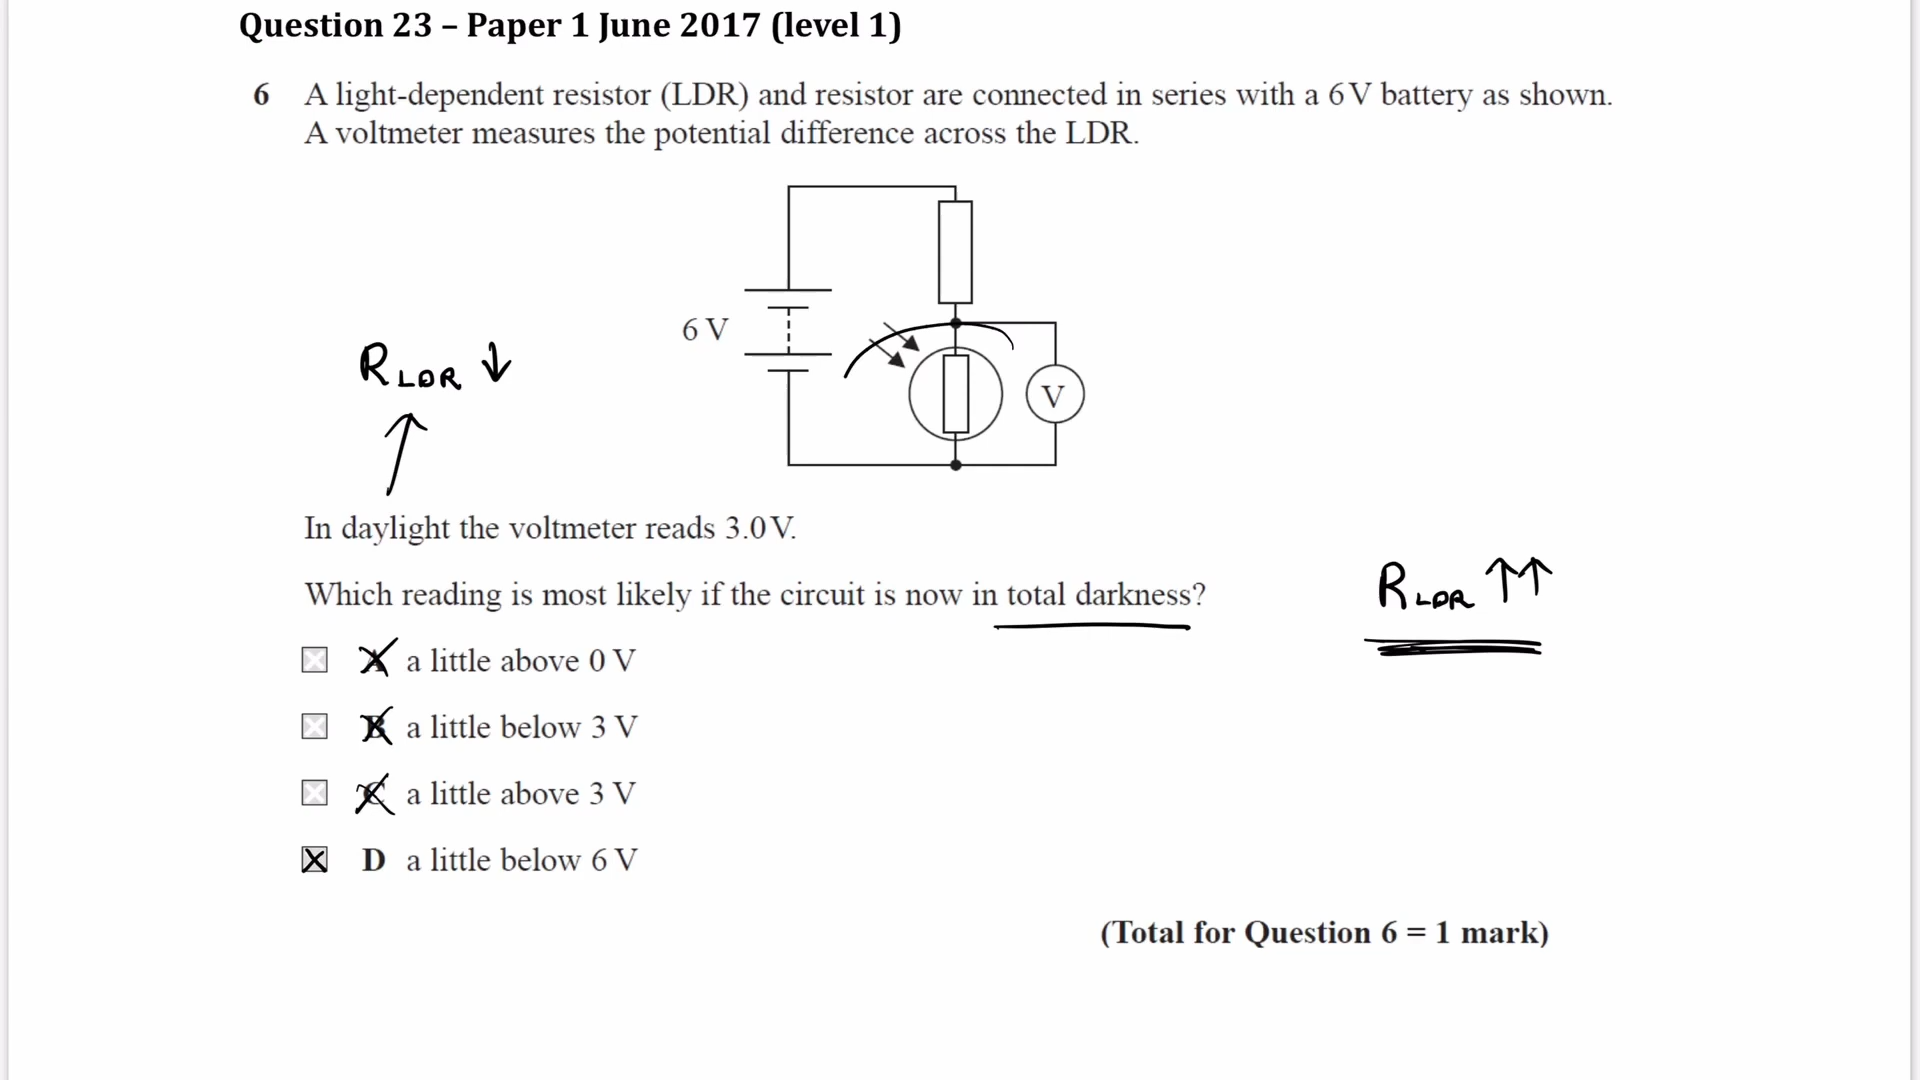 Question 23 – Paper 1 June 2017 (level 1)
6 A light-dependent resistor (LDR) and resistor are connected in series with a 6 V battery as shown.
A voltmeter measures the potential difference across the LDR.
6 V
V
R LDR ↓
In daylight the voltmeter reads 3.0 V.
Which reading is most likely if the circuit is now in total darkness?
R LDR ↑↑
A a little above 0 V
B a little below 3 V
C a little above 3 V
D a little below 6 V
(Total for Question 6 = 1 mark)